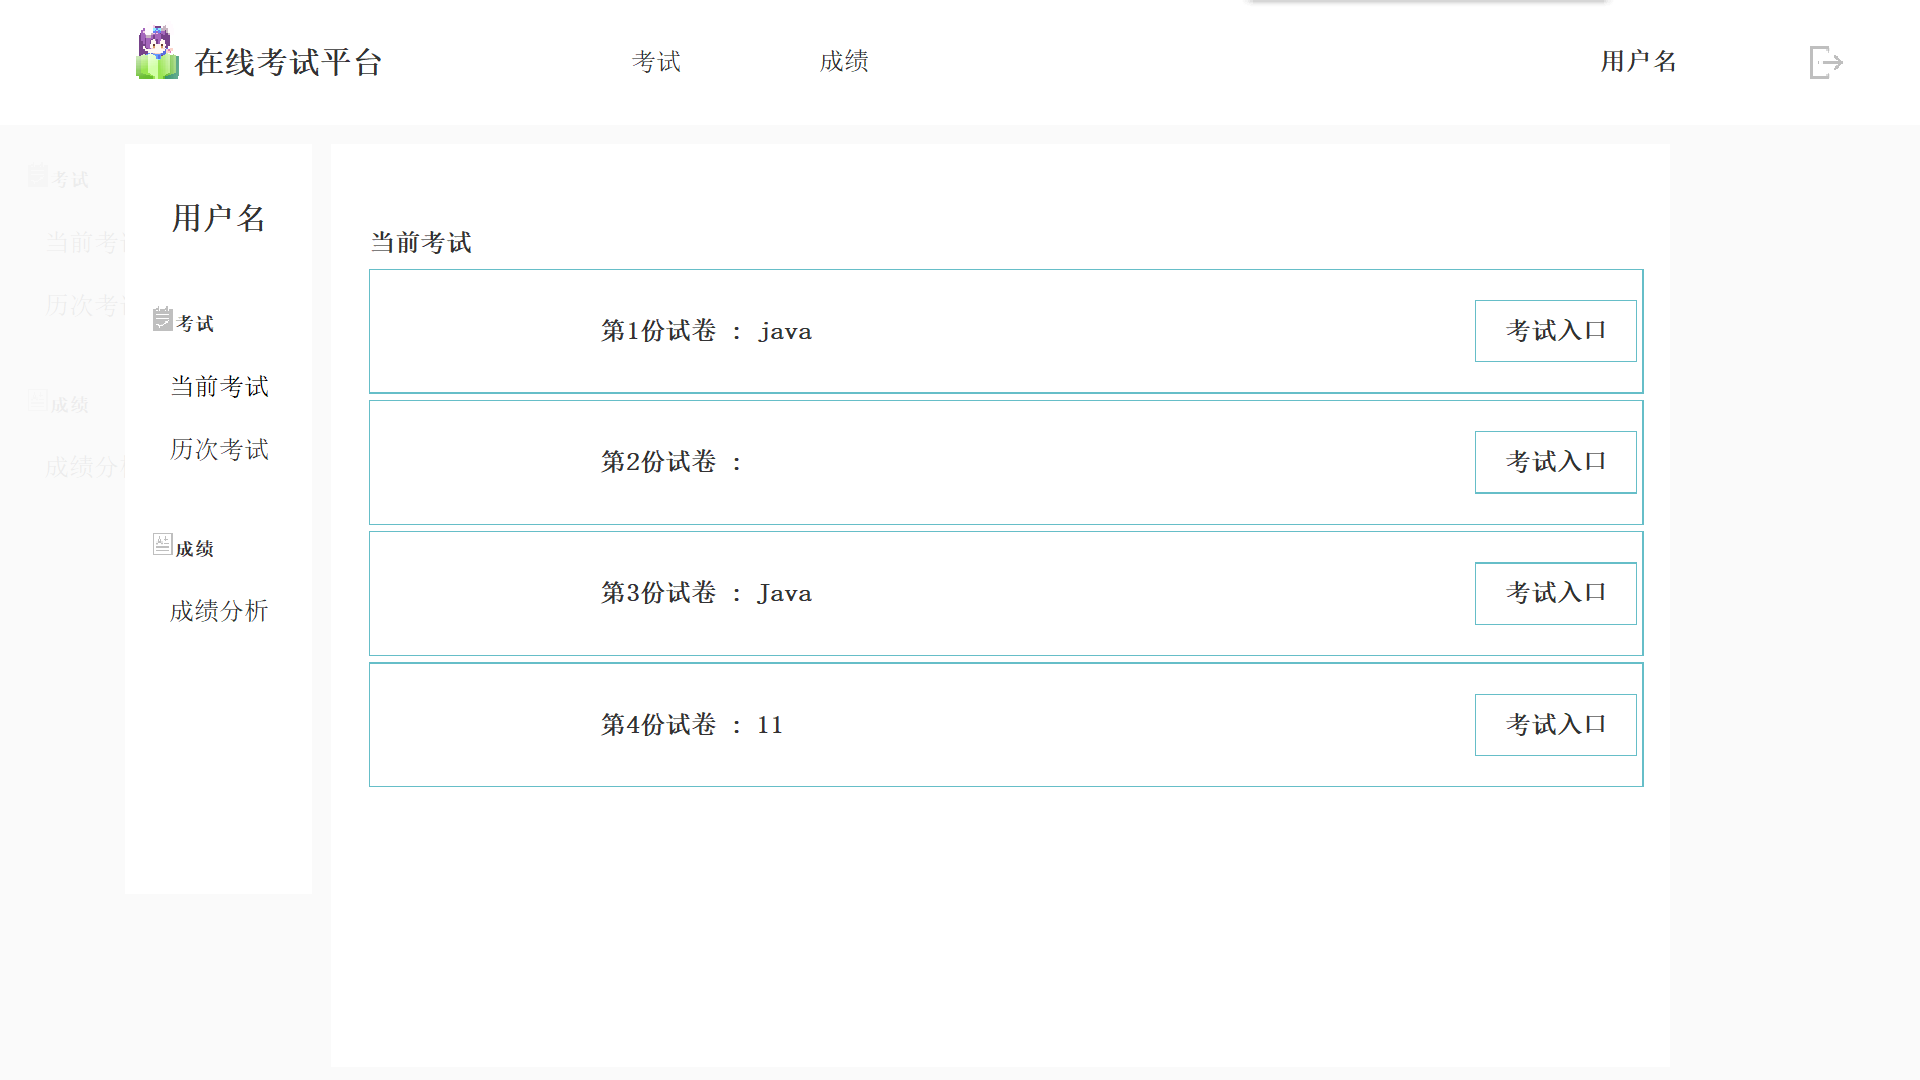 在线考试平台
考试
成绩
用户名
用户名
考试
当前考试
历次考试
成绩
成绩分析
考试
当前考
历次考
成绩
成绩分
当前考试
第1份试卷 : java
考试入口
第2份试卷 :
考试入口
第3份试卷 : Java
考试入口
第4份试卷 : 11
考试入口